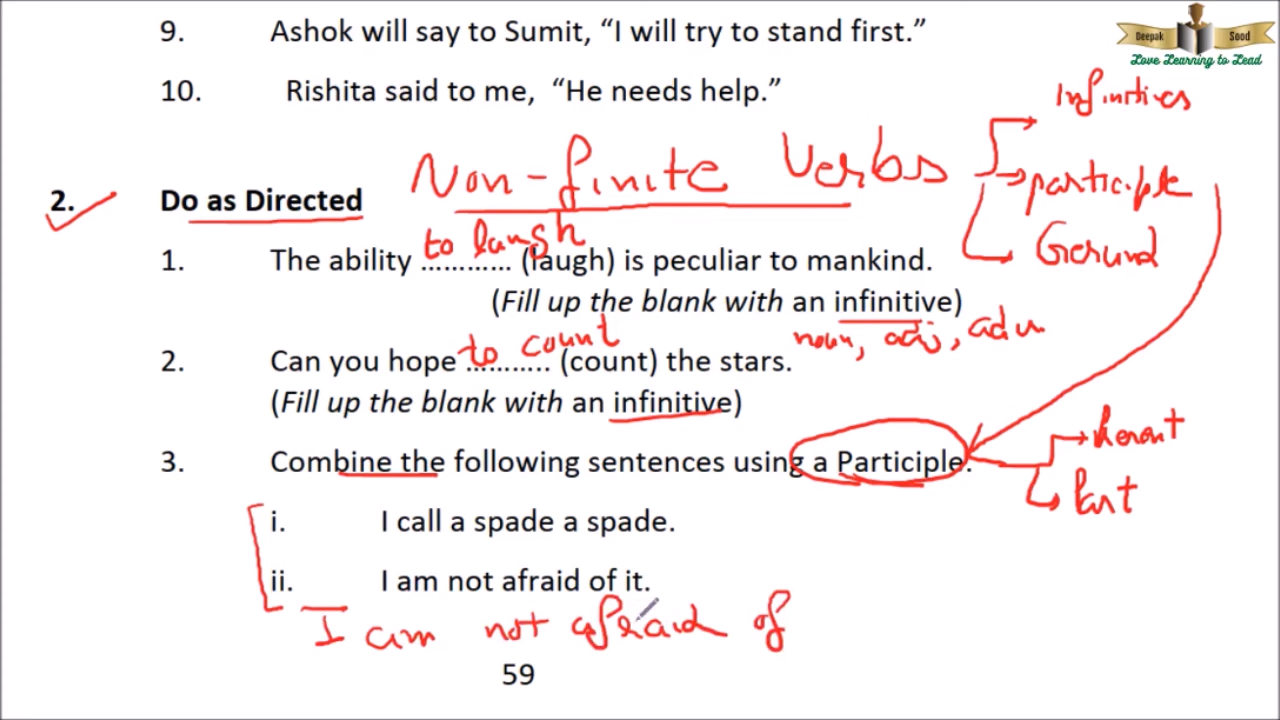 9. Ashok will say to Sumit, “I will try to stand first.”
Deepak Sood
Love Learning to Lead
10. Rishita said to me, “He needs help.”
Infinitives
Non-finite Verbs
participle
Gerund
2. Do as Directed
to laugh
1. The ability ............. (laugh) is peculiar to mankind.
(Fill up the blank with an infinitive)
noun, adj, adv
to count
2. Can you hope ........... (count) the stars.
(Fill up the blank with an infinitive)
3. Combine the following sentences using a Participle.
Past
i. I call a spade a spade.
ii. I am not afraid of it.
I am not afraid of
59